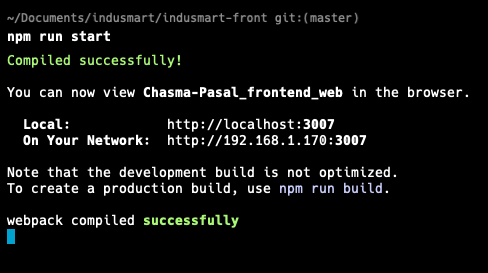 ~/Documents/indusmart/indusmart-front git:(master)
npm run start
Compiled successfully!
You can now view Chasma-Pasal_frontend_web in the browser.
Local: http://localhost:3007
On Your Network: http://192.168.1.170:3007
Note that the development build is not optimized.
To create a production build, use npm run build.
webpack compiled successfully